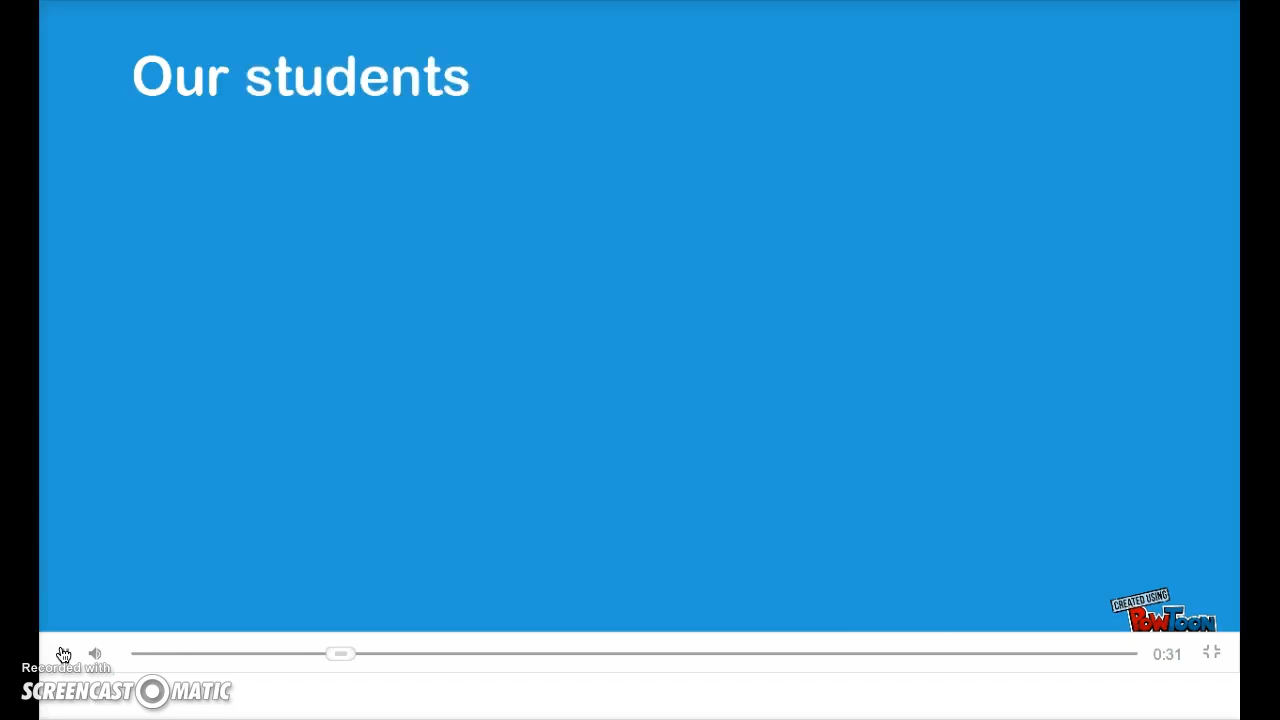 Our students
CREATED USING
POWTOON
0:31
Recorded with
SCREENCAST MATIC